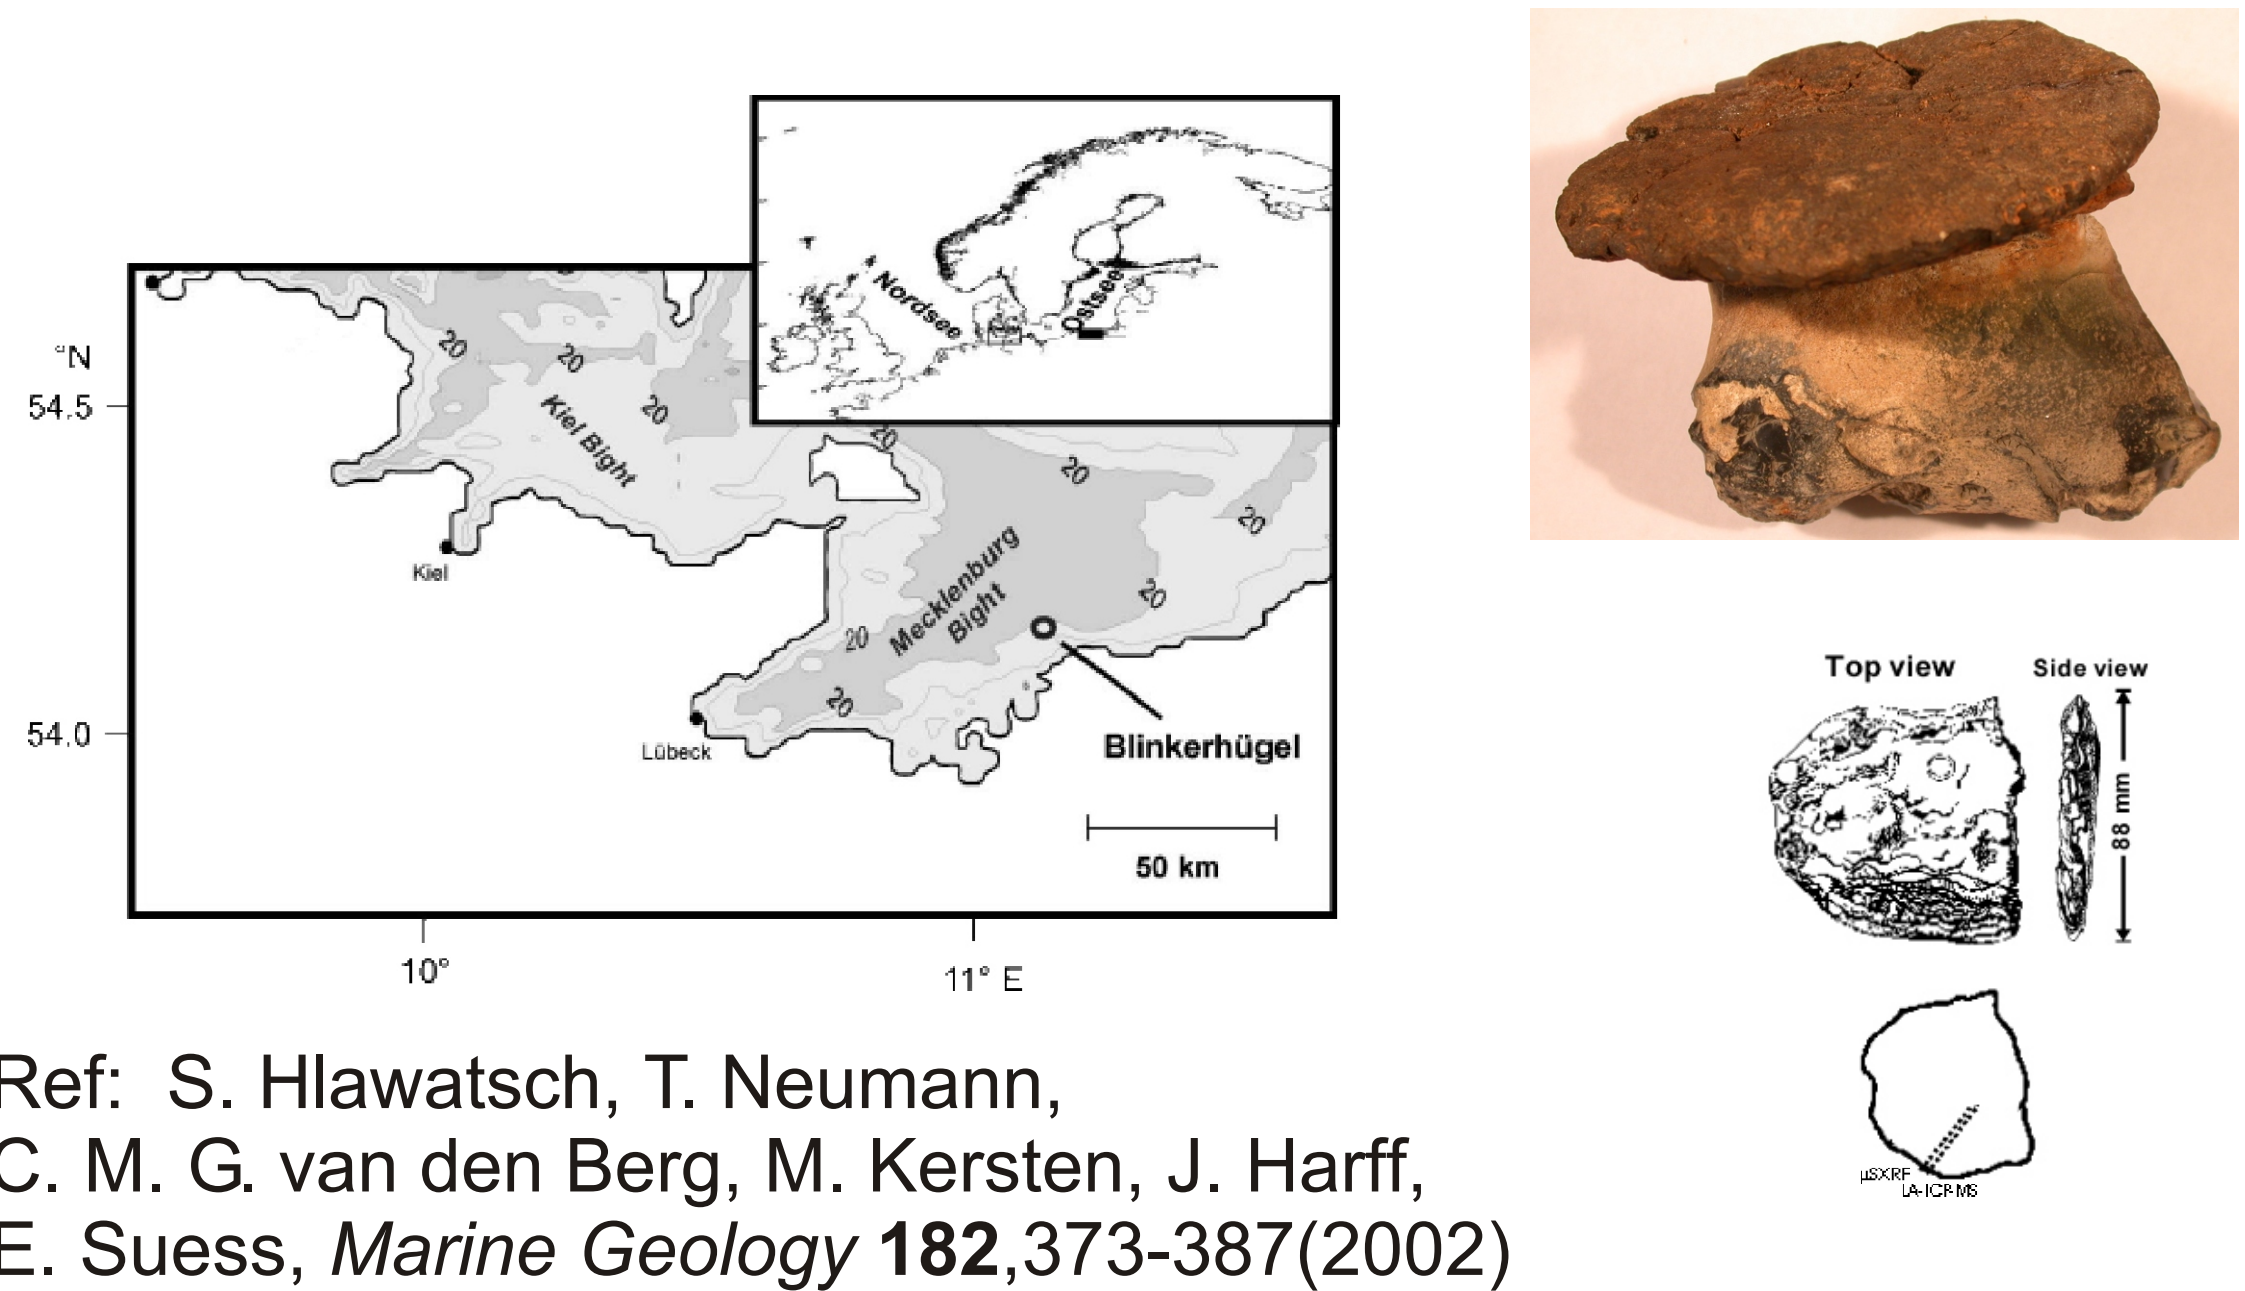 Nordsee
Ostsee
°N
54.5
54.0
20
20
20
20
20
20
20
20
20
Kiel Bight
Mecklenburg
Bight
Kiel
Lübeck
Blinkerhügel
50 km
10°
11° E
Top view
Side view
88 mm
µSXRF
LA-ICP-MS
Ref: S. Hlawatsch, T. Neumann,
C. M. G. van den Berg, M. Kersten, J. Harff,
E. Suess, Marine Geology 182,373-387(2002)